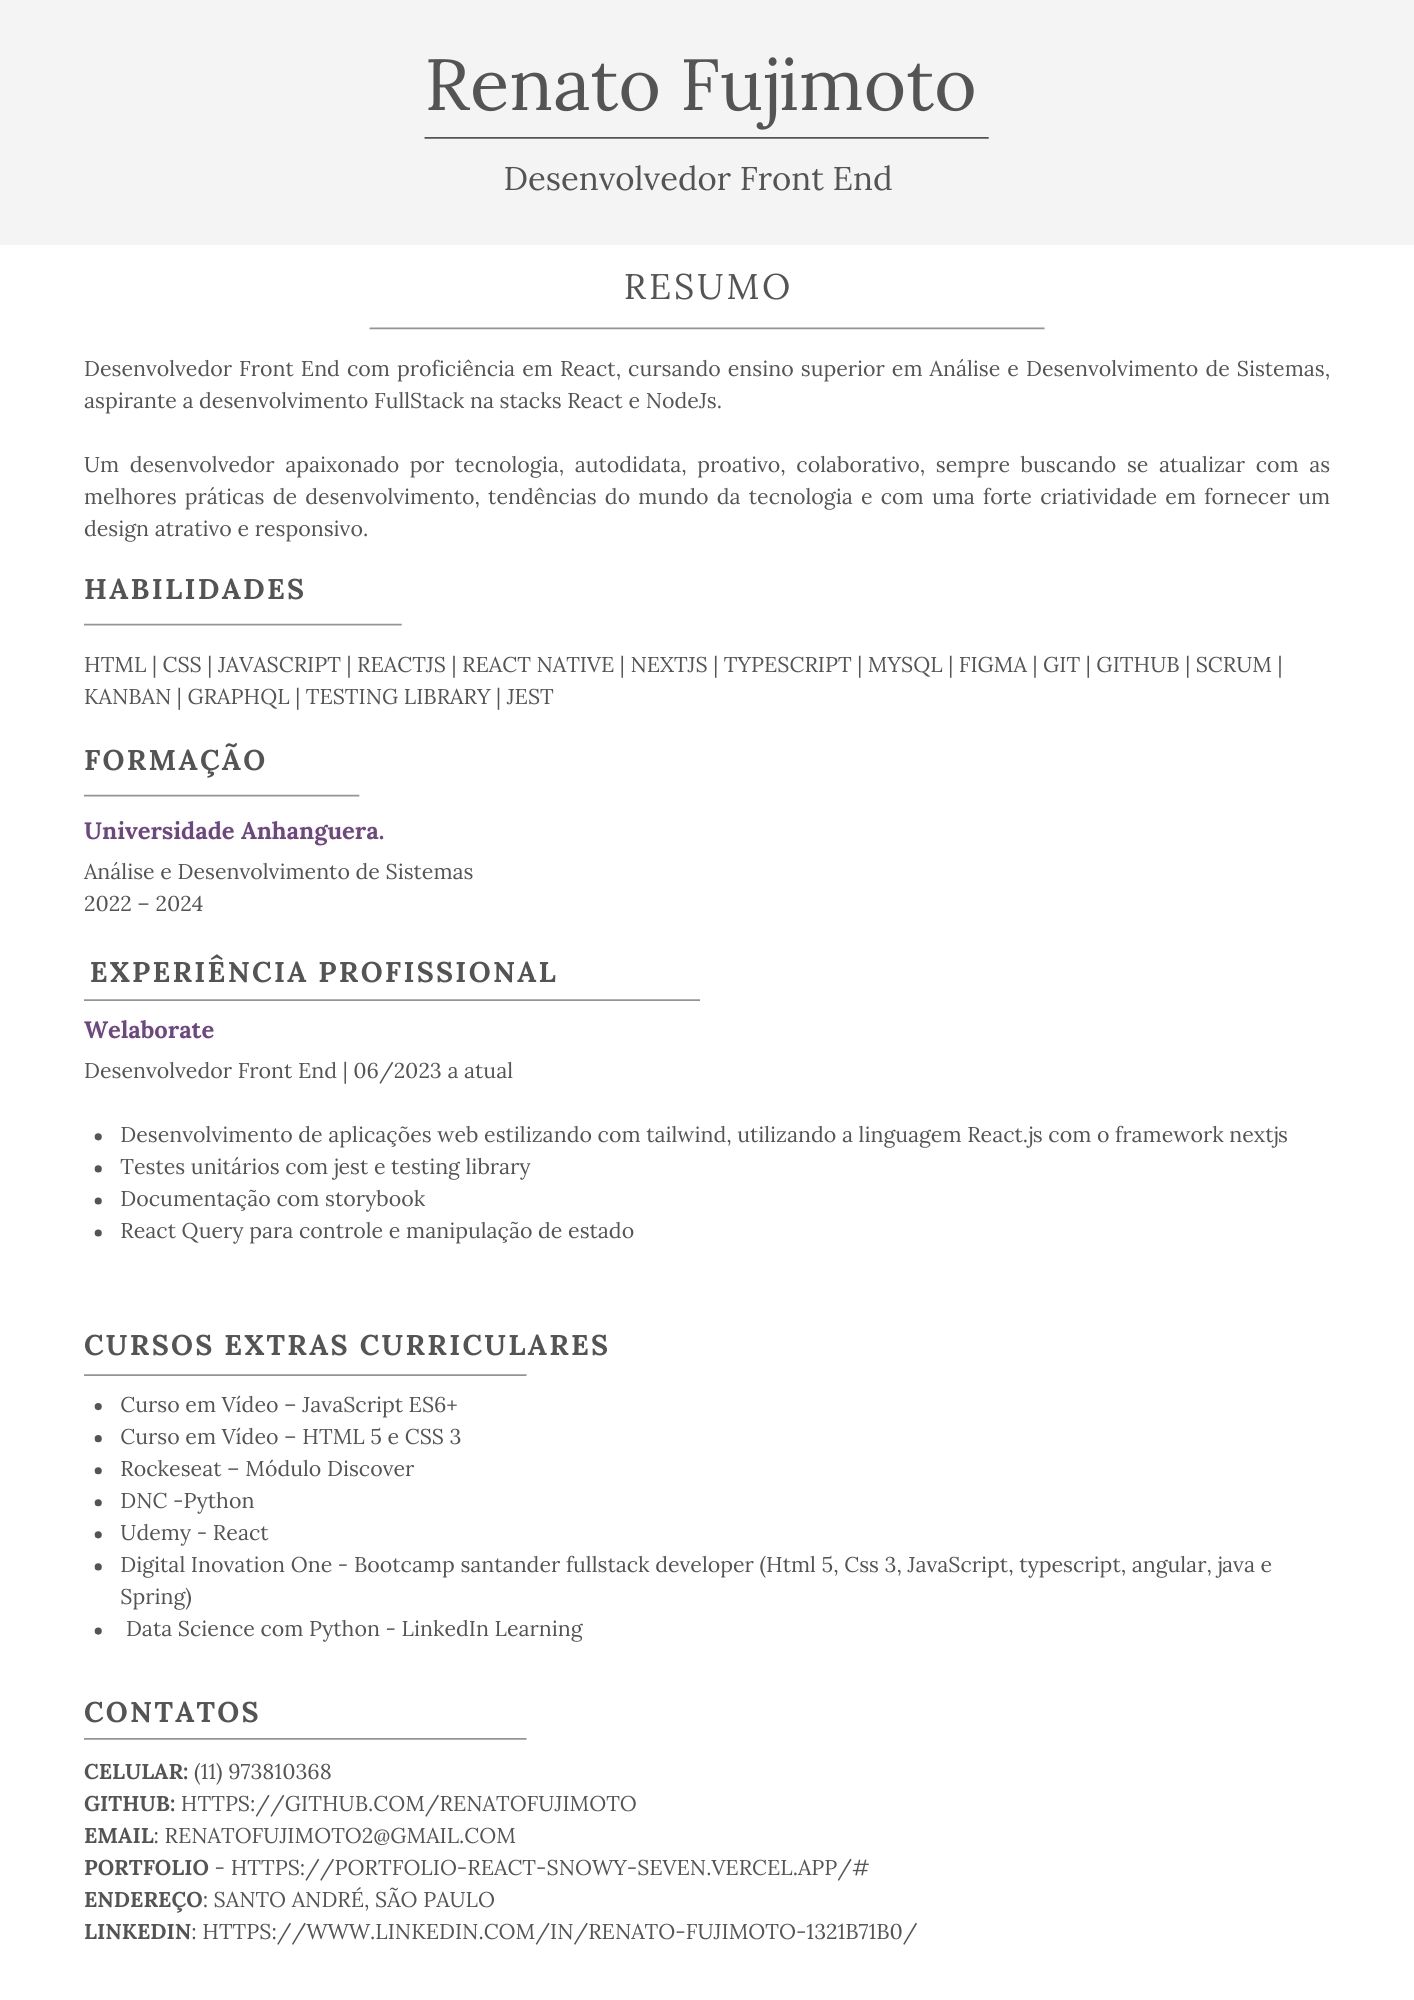 Renato Fujimoto
Desenvolvedor Front End
RESUMO
Desenvolvedor Front End com proficiência em React, cursando ensino superior em Análise e Desenvolvimento de Sistemas,
aspirante a desenvolvimento FullStack na stacks React e NodeJs.
Um desenvolvedor apaixonado por tecnologia, autodidata, proativo, colaborativo, sempre buscando se atualizar com as
melhores práticas de desenvolvimento, tendências do mundo da tecnologia e com uma forte criatividade em fornecer um
design atrativo e responsivo.
HABILIDADES
HTML | CSS | JAVASCRIPT | REACTJS | REACT NATIVE | NEXTJS | TYPESCRIPT | MYSQL | FIGMA | GIT | GITHUB | SCRUM |
KANBAN | GRAPHQL | TESTING LIBRARY | JEST
FORMAÇÃO
Universidade Anhanguera.
Análise e Desenvolvimento de Sistemas
2022 – 2024
EXPERIÊNCIA PROFISSIONAL
Welaborate
Desenvolvedor Front End | 06/2023 a atual
• Desenvolvimento de aplicações web estilizando com tailwind, utilizando a linguagem React.js com o framework nextjs
• Testes unitários com jest e testing library
• Documentação com storybook
• React Query para controle e manipulação de estado
CURSOS EXTRAS CURRICULARES
• Curso em Vídeo – JavaScript ES6+
• Curso em Vídeo – HTML 5 e CSS 3
• Rockeseat – Módulo Discover
• DNC -Python
• Udemy - React
• Digital Inovation One - Bootcamp santander fullstack developer (Html 5, Css 3, JavaScript, typescript, angular, java e
Spring)
• Data Science com Python - LinkedIn Learning
CONTATOS
CELULAR: (11) 973810368
GITHUB: HTTPS://GITHUB.COM/RENATOFUJIMOTO
EMAIL: RENATOFUJIMOTO2@GMAIL.COM
PORTFOLIO - HTTPS://PORTFOLIO-REACT-SNOWY-SEVEN.VERCEL.APP/#
ENDEREÇO: SANTO ANDRÉ, SÃO PAULO
LINKEDIN: HTTPS://WWW.LINKEDIN.COM/IN/RENATO-FUJIMOTO-1321B71B0/